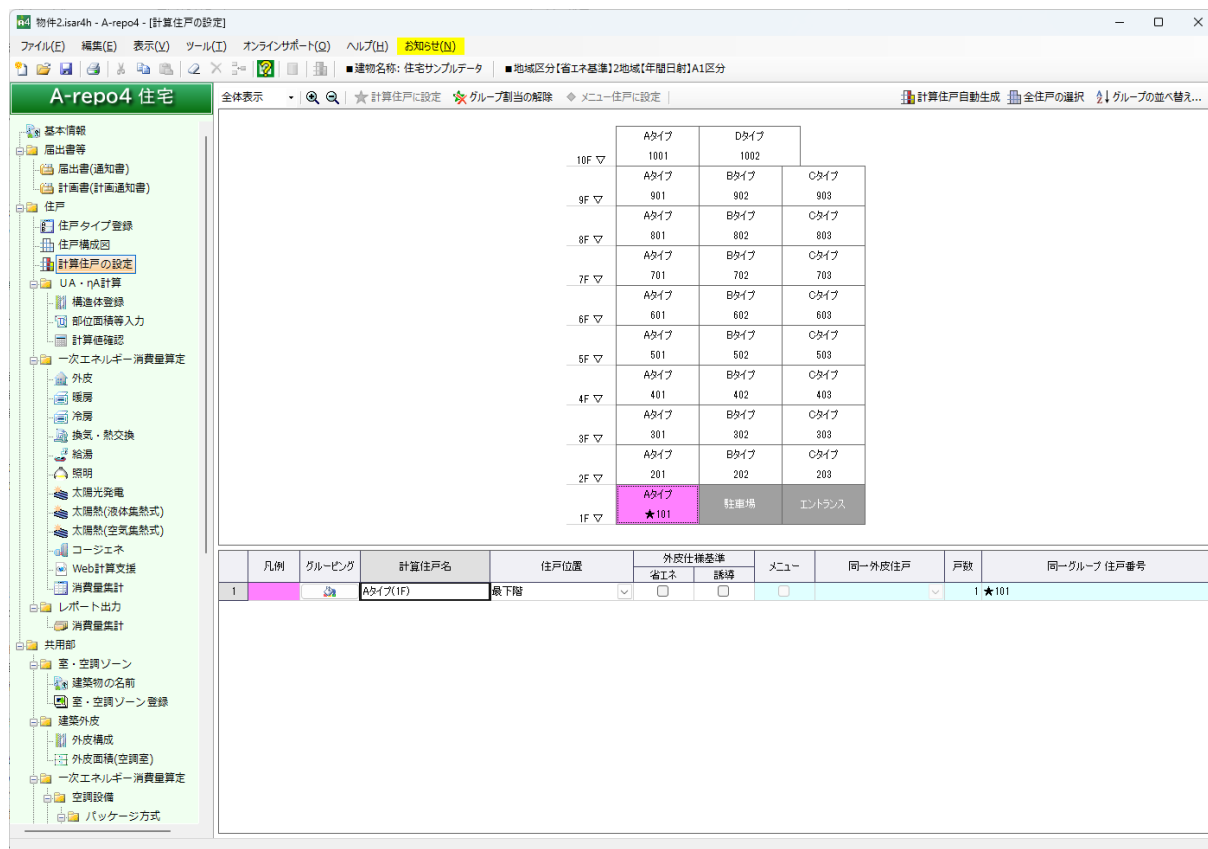 物件2.isar4h - A-repo4 - [計算住戸の設定]
ファイル(F) 編集(E) 表示(V) ツール(T) オンラインサポート(O) ヘルプ(H) お知らせ(N)
■建物名称: 住宅サンプルデータ ■地域区分【省エネ基準】2地域【年間日射】A1区分
A-repo4 住宅
全体表示 計算住戸に設定 グループ割当の解除 メニュー住戸に設定 計算住戸自動生成 全住戸の選択 グループの並べ替え...
基本情報
届出書等
届出書(通知書)
計画書(計画通知書)
住戸
住戸タイプ登録
住戸構成図
計算住戸の設定
UA・ηA計算
構造体登録
部位面積等入力
計算値確認
一次エネルギー消費量算定
外皮
暖房
冷房
換気・熱交換
給湯
照明
太陽光発電
太陽熱(液体集熱式)
太陽熱(空気集熱式)
コージェネ
Web計算支援
消費量集計
レポート出力
消費量集計
共用部
室・空調ゾーン
建築物の名前
室・空調ゾーン登録
建築外皮
外皮構成
外皮面積(空調室)
一次エネルギー消費量算定
空調設備
パッケージ方式
Aタイプ Dタイプ
10F ▽ 1001 1002
Aタイプ Bタイプ Cタイプ
9F ▽ 901 902 903
Aタイプ Bタイプ Cタイプ
8F ▽ 801 802 803
Aタイプ Bタイプ Cタイプ
7F ▽ 701 702 703
Aタイプ Bタイプ Cタイプ
6F ▽ 601 602 603
Aタイプ Bタイプ Cタイプ
5F ▽ 501 502 503
Aタイプ Bタイプ Cタイプ
4F ▽ 401 402 403
Aタイプ Bタイプ Cタイプ
3F ▽ 301 302 303
Aタイプ Bタイプ Cタイプ
2F ▽ 201 202 203
Aタイプ 駐車場 エントランス
1F ▽ ★101
凡例 グルーピング 計算住戸名 住戸位置 外皮仕様基準 メニュー 同一外皮住戸 戸数 同一グループ 住戸番号
省エネ 誘導
1 Aタイプ(1F) 最下階 1 ★101